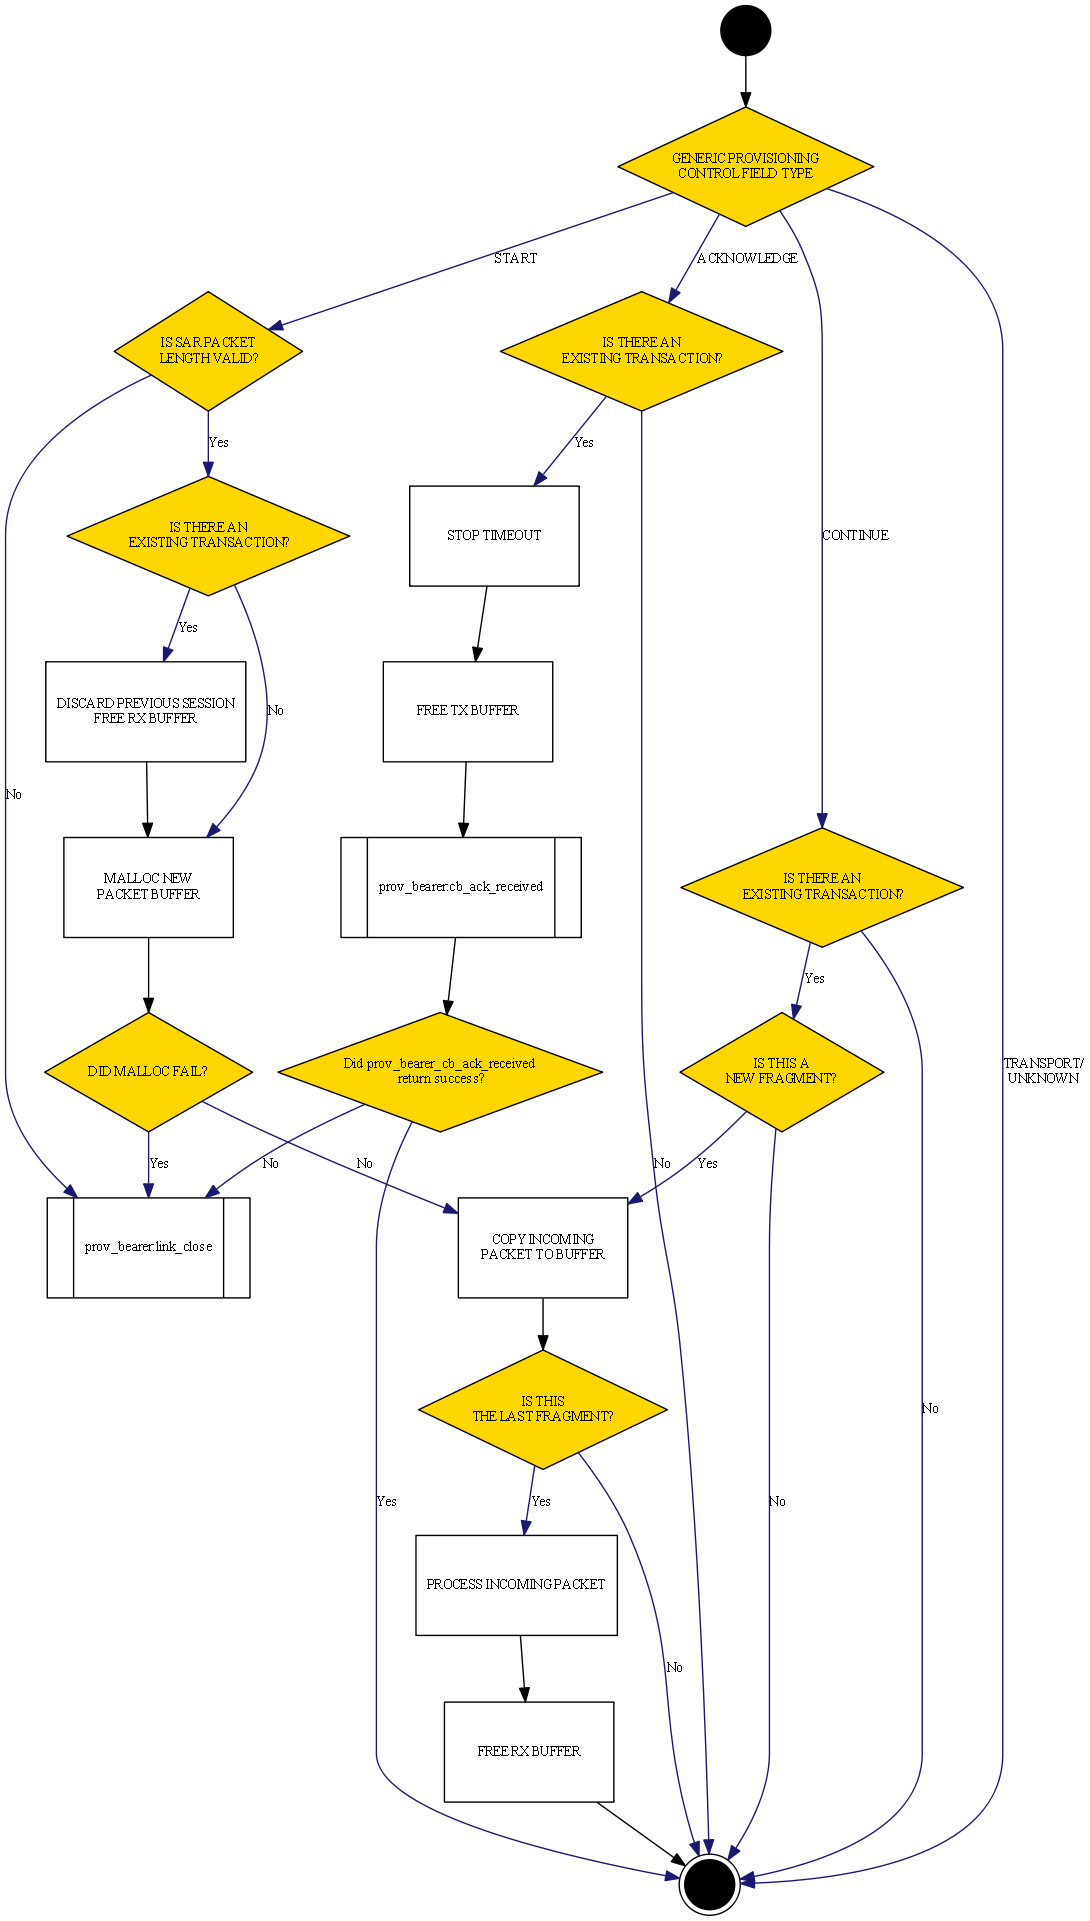 GENERIC PROVISIONING
CONTROL FIELD TYPE
START
ACKNOWLEDGE
IS SAR PACKET
LENGTH VALID?
IS THERE AN
EXISTING TRANSACTION?
Yes
Yes
IS THERE AN
EXISTING TRANSACTION?
STOP TIMEOUT
CONTINUE
Yes
DISCARD PREVIOUS SESSION
FREE RX BUFFER
No
FREE TX BUFFER
No
MALLOC NEW
PACKET BUFFER
prov_bearer.cb_ack_received
IS THERE AN
EXISTING TRANSACTION?
Yes
DID MALLOC FAIL?
Did prov_bearer_cb_ack_received
return success?
IS THIS A
NEW FRAGMENT?
TRANSPORT/
UNKNOWN
Yes
No
No
No
Yes
prov_bearer.link_close
COPY INCOMING
PACKET TO BUFFER
IS THIS
THE LAST FRAGMENT?
No
Yes
Yes
No
PROCESS INCOMING PACKET
No
FREE RX BUFFER